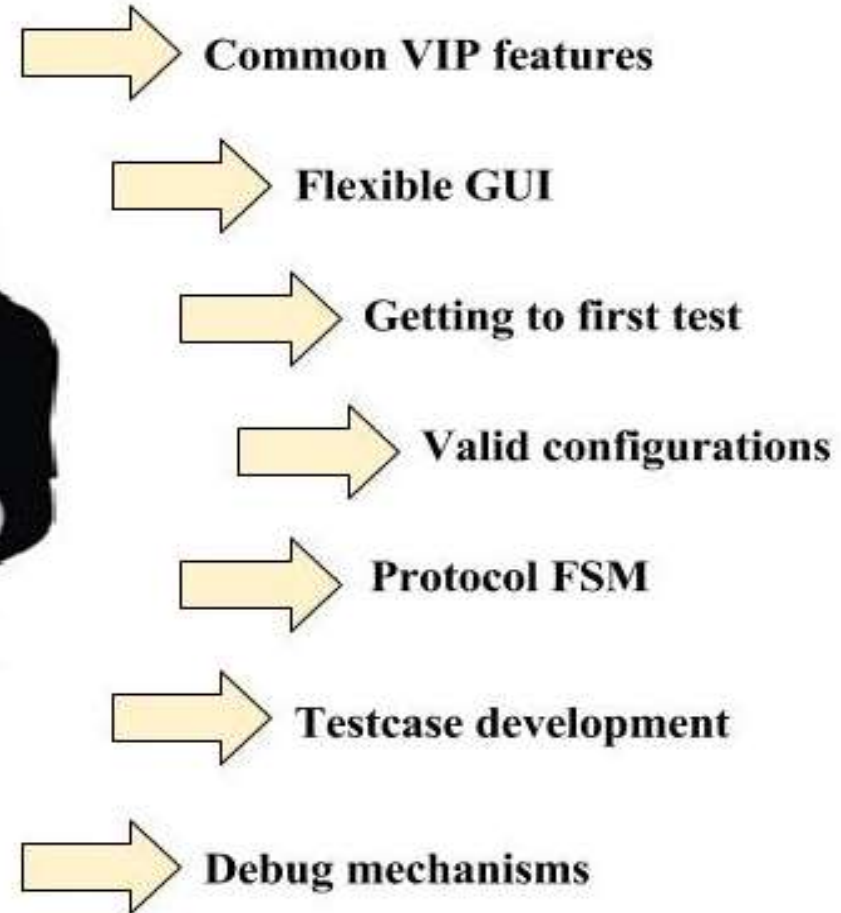 Common VIP features
Flexible GUI
Getting to first test
Valid configurations
Protocol FSM
Testcase development
Debug mechanisms